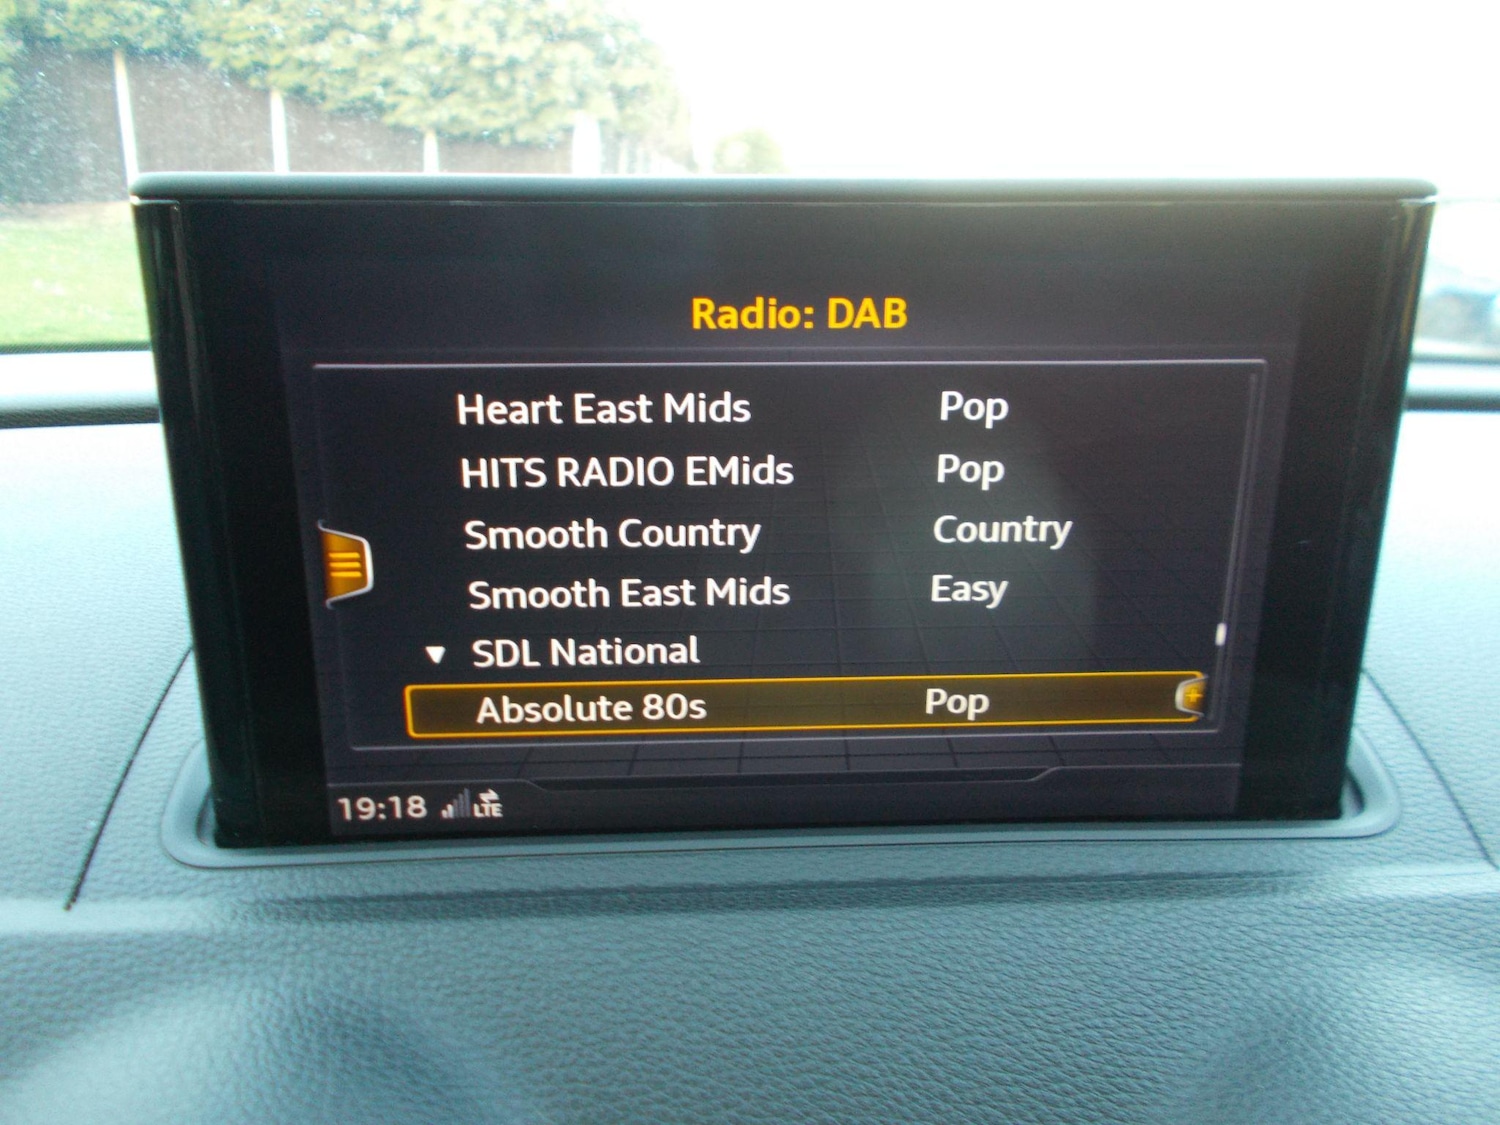 Radio: DAB
Heart East Mids Pop
HITS RADIO EMids Pop
Smooth Country Country
Smooth East Mids Easy
SDL National
Absolute 80s Pop
19:18 LTE